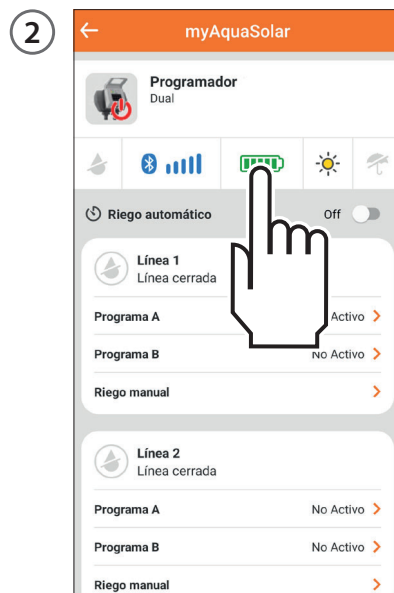 2
myAquaSolar
Programador
Dual
Riego automático Off
Línea 1
Línea cerrada
Programa A Activo
Programa B No Activo
Riego manual
Línea 2
Línea cerrada
Programa A No Activo
Programa B No Activo
Riego manual